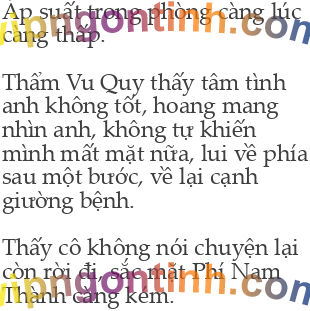 Áp suất trong phòng càng lúc
càng thấp.
Thẩm Vu Quy thấy tâm tình
anh không tốt, hoang mang
nhìn anh, không tự khiến
mình mất mặt nữa, lui về phía
sau một bước, về lại cạnh
giường bệnh.
Thấy cô không nói chuyện lại
còn rời đi, sắc mặt Phí Nam
Thành càng kém.